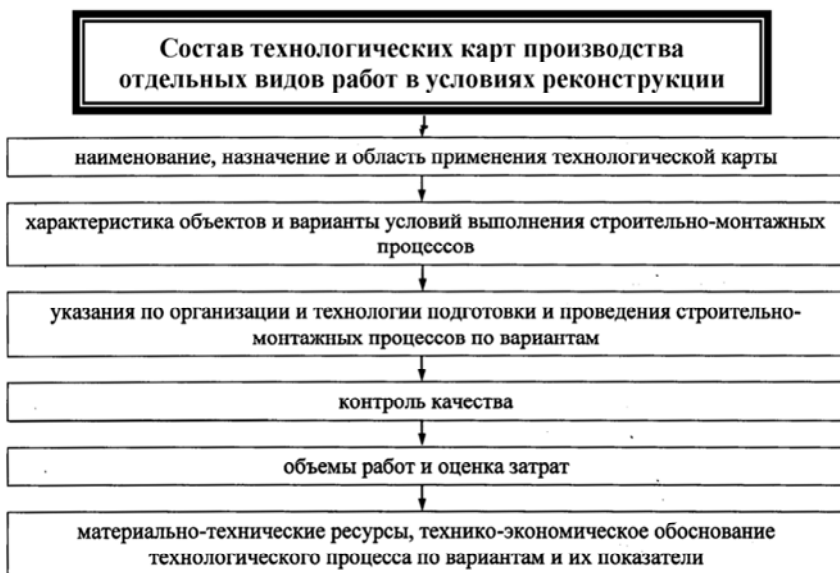 Состав технологических карт производства
отдельных видов работ в условиях реконструкции
наименование, назначение и область применения технологической карты
характеристика объектов и варианты условий выполнения строительно-монтажных
процессов
указания по организации и технологии подготовки и проведения строительно-
монтажных процессов по вариантам
контроль качества
объемы работ и оценка затрат
материально-технические ресурсы, технико-экономическое обоснование
технологического процесса по вариантам и их показатели